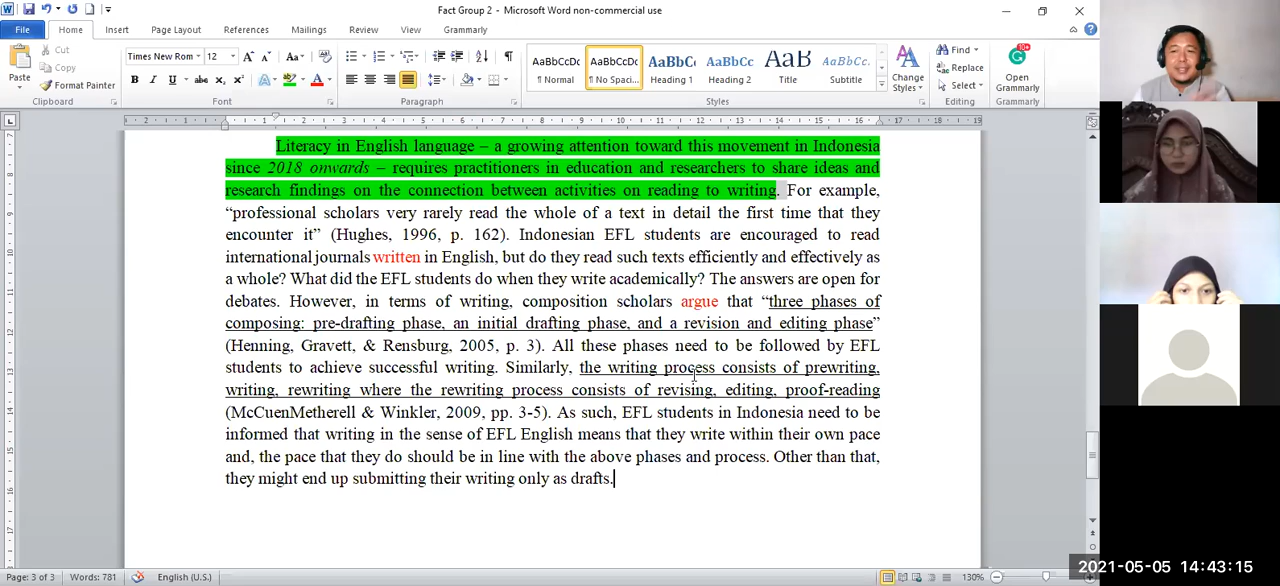 Fact Group 2 - Microsoft Word non-commercial use
File Home Insert Page Layout References Mailings Review View Grammarly
Paste
Cut
Copy
Format Painter
Clipboard
Times New Rom 12
Font
Paragraph
AaBbCcDc AaBbCcDc AaBbCc AaBbCc AaB AaBbCc.
¶ Normal ¶ No Spaci... Heading 1 Heading 2 Title Subtitle
Change Styles
Styles
Find
Replace
Select
Editing
Open Grammarly
Grammarly
Literacy in English language – a growing attention toward this movement in Indonesia
since 2018 onwards – requires practitioners in education and researchers to share ideas and
research findings on the connection between activities on reading to writing. For example,
“professional scholars very rarely read the whole of a text in detail the first time that they
encounter it” (Hughes, 1996, p. 162). Indonesian EFL students are encouraged to read
international journals written in English, but do they read such texts efficiently and effectively as
a whole? What did the EFL students do when they write academically? The answers are open for
debates. However, in terms of writing, composition scholars argue that “three phases of
composing: pre-drafting phase, an initial drafting phase, and a revision and editing phase”
(Henning, Gravett, & Rensburg, 2005, p. 3). All these phases need to be followed by EFL
students to achieve successful writing. Similarly, the writing process consists of prewriting,
writing, rewriting where the rewriting process consists of revising, editing, proof-reading
(McCuenMetherell & Winkler, 2009, pp. 3-5). As such, EFL students in Indonesia need to be
informed that writing in the sense of EFL English means that they write within their own pace
and, the pace that they do should be in line with the above phases and process. Other than that,
they might end up submitting their writing only as drafts.
Page: 3 of 3 Words: 781 English (U.S.) 130%
2021-05-05 14:43:15